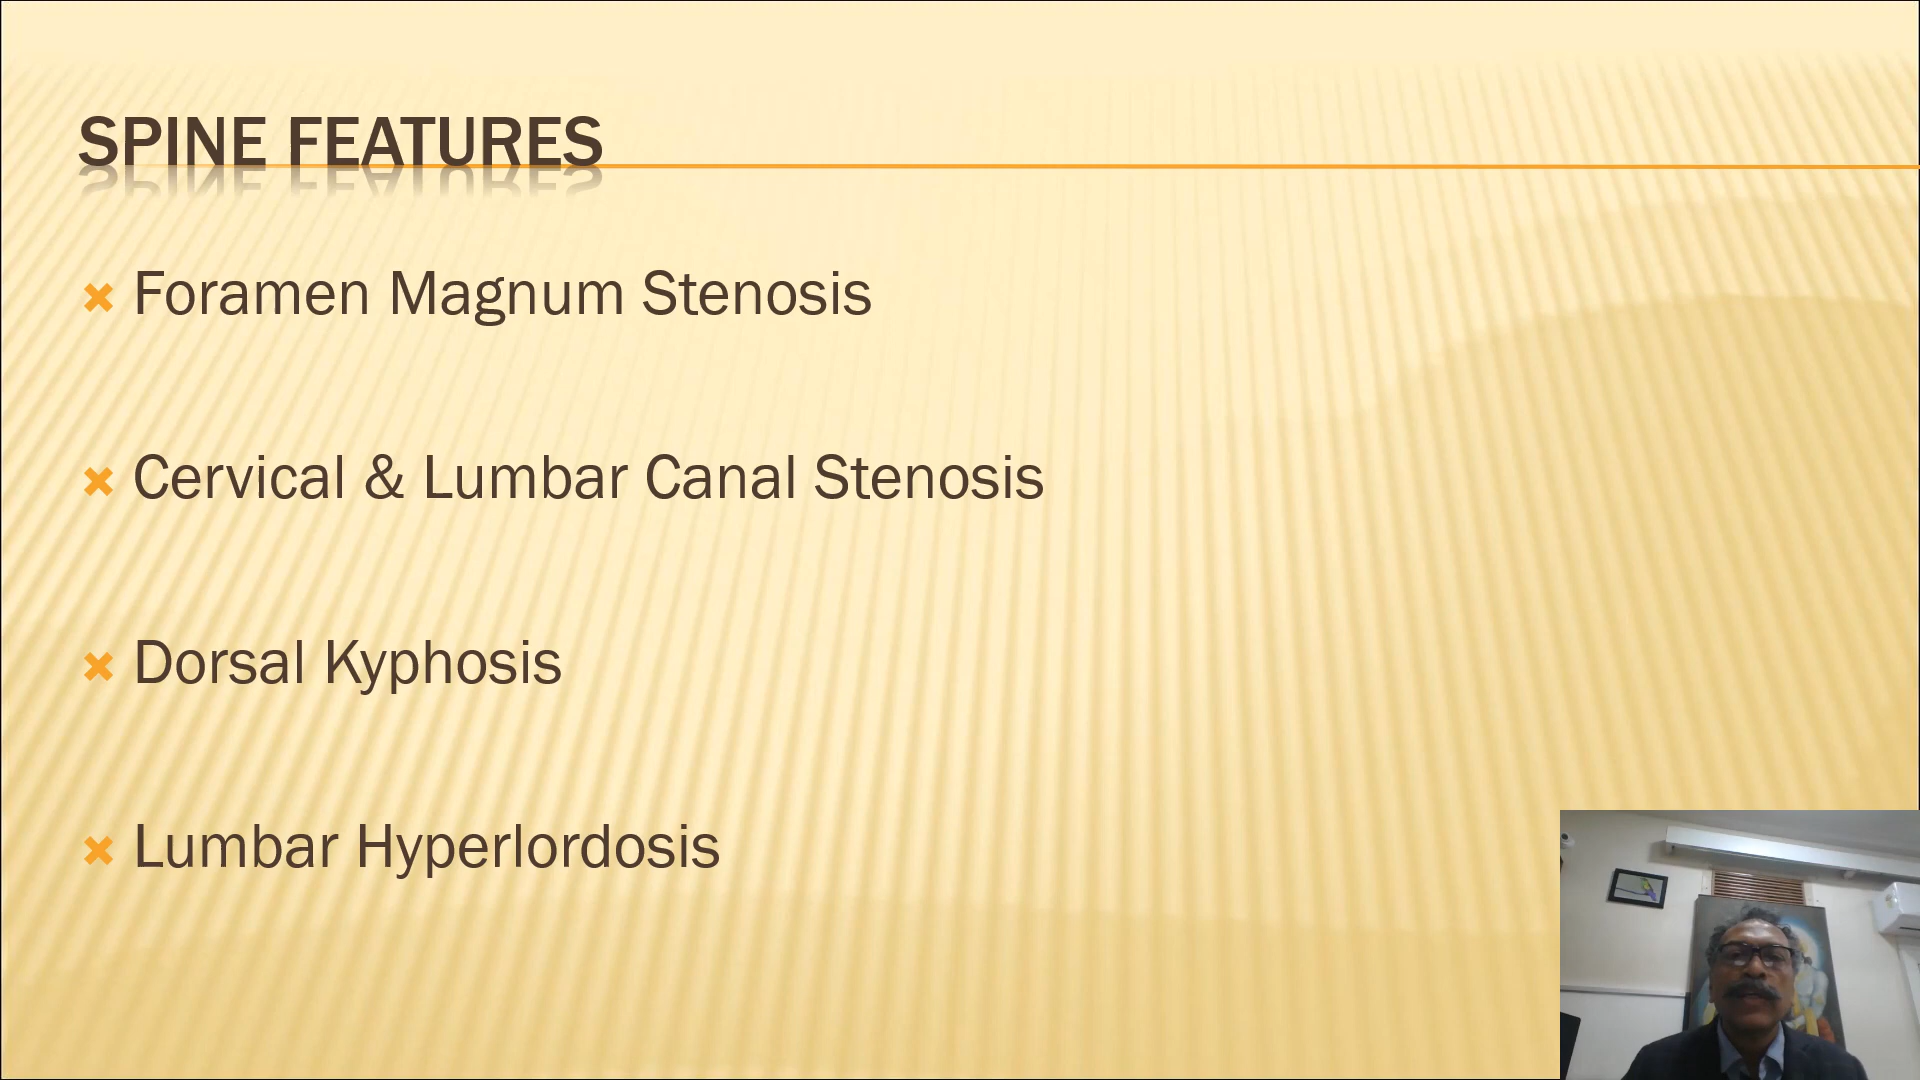 SPINE FEATURES
Foramen Magnum Stenosis
Cervical & Lumbar Canal Stenosis
Dorsal Kyphosis
Lumbar Hyperlordosis